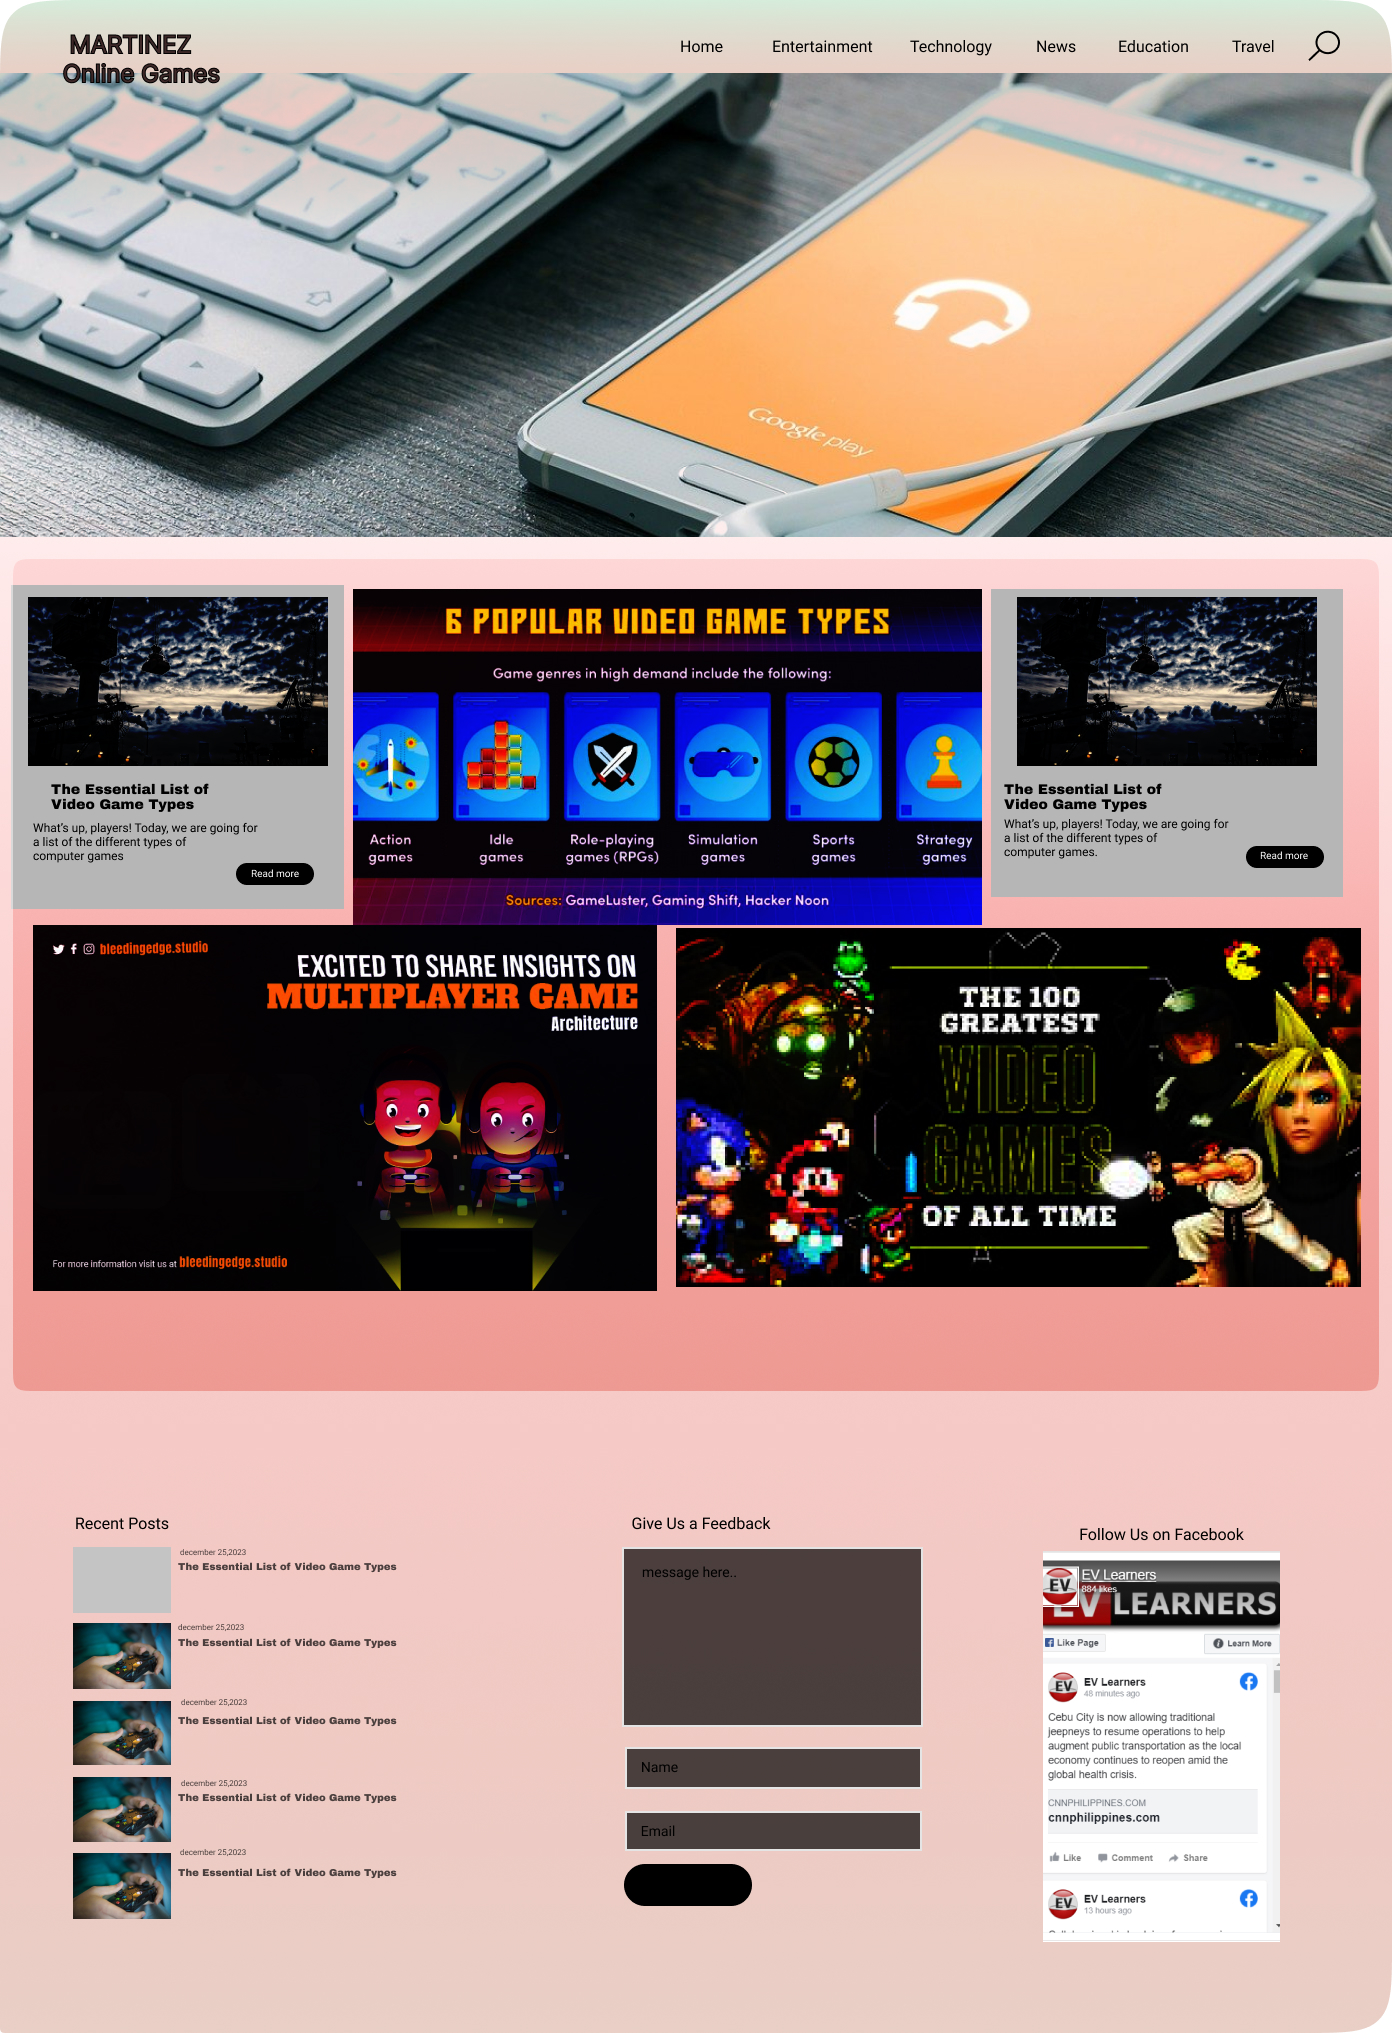 MARTINEZ
Online Games
Home Entertainment Technology News Education Travel
Google play
The Essential List of
Video Game Types
What's up, players! Today, we are going for
a list of the different types of
computer games
Read more
6 POPULAR VIDEO GAME TYPES
Game genres in high demand include the following:
Action
games
Idle
games
Role-playing
games (RPGs)
Simulation
games
Sports
games
Strategy
games
Sources: GameLuster, Gaming Shift, Hacker Noon
The Essential List of
Video Game Types
What's up, players! Today, we are going for
a list of the different types of
computer games.
Read more
bleedingedge.studio
EXCITED TO SHARE INSIGHTS ON
MULTIPLAYER GAME
Architecture
For more information visit us at bleedingedge.studio
THE 100
GREATEST
VIDEO
GAMES
OF ALL TIME
Recent Posts
december 25,2023
The Essential List of Video Game Types
december 25,2023
The Essential List of Video Game Types
december 25,2023
The Essential List of Video Game Types
december 25,2023
The Essential List of Video Game Types
december 25,2023
The Essential List of Video Game Types
Give Us a Feedback
message here..
Name
Email
Follow Us on Facebook
EV
EV Learners
884 likes
EV LEARNERS
Like Page
Learn More
EV
EV Learners
46 minutes ago
Cebu City is now allowing traditional
jeepneys to resume operations to help
augment public transportation as the local
economy continues to reopen amid the
global health crisis.
CNNPHILIPPINES.COM
cnnphilippines.com
Like Comment Share
EV
EV Learners
13 hours ago